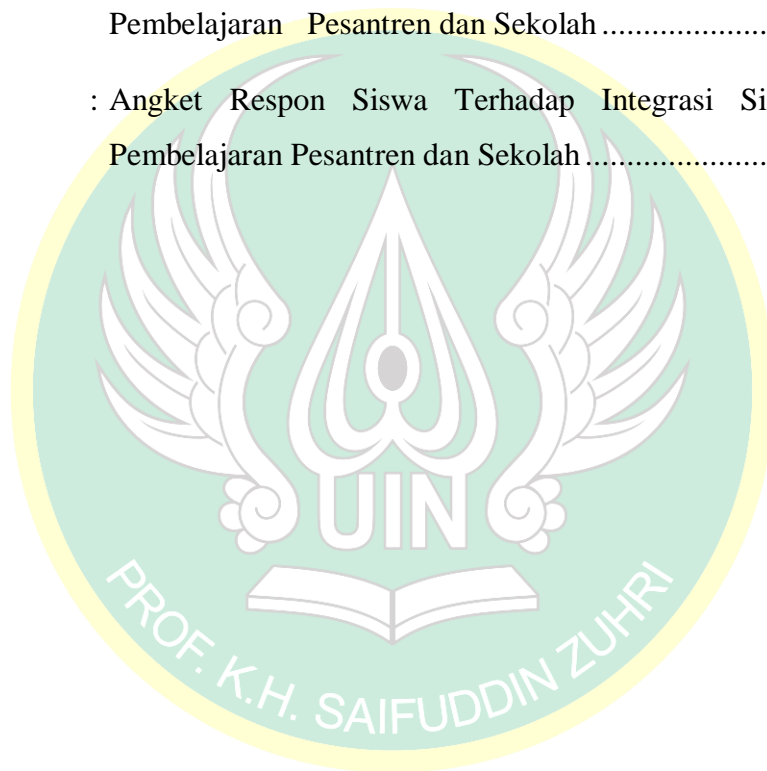 Pembelajaran Pesantren dan Sekolah ...................
: Angket Respon Siswa Terhadap Integrasi Si
Pembelajaran Pesantren dan Sekolah .....................
UIN
PROF. K.H. SAIFUDDIN ZUHRI